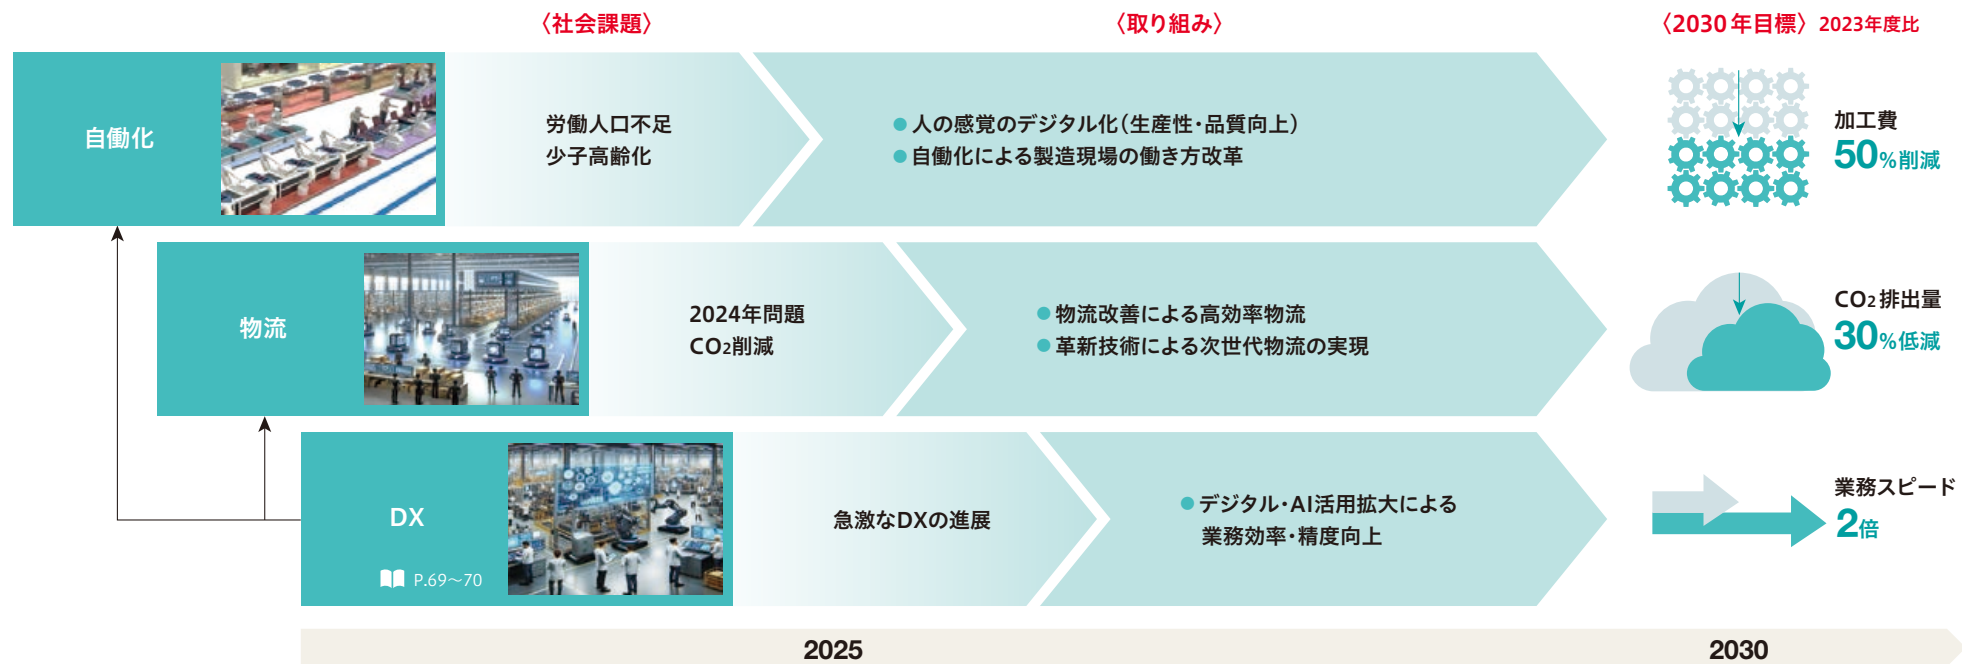 〈社会課題〉
〈取り組み〉
〈2030年目標〉 2023年度比
自働化
労働人口不足
少子高齢化
●人の感覚のデジタル化（生産性・品質向上）
●自働化による製造現場の働き方改革
加工費
50%削減
物流
2024年問題
CO2削減
●物流改善による高効率物流
●革新技術による次世代物流の実現
CO2排出量
30%低減
DX
P.69～70
急激なDXの進展
●デジタル・AI活用拡大による
業務効率・精度向上
業務スピード
2倍
2025
2030